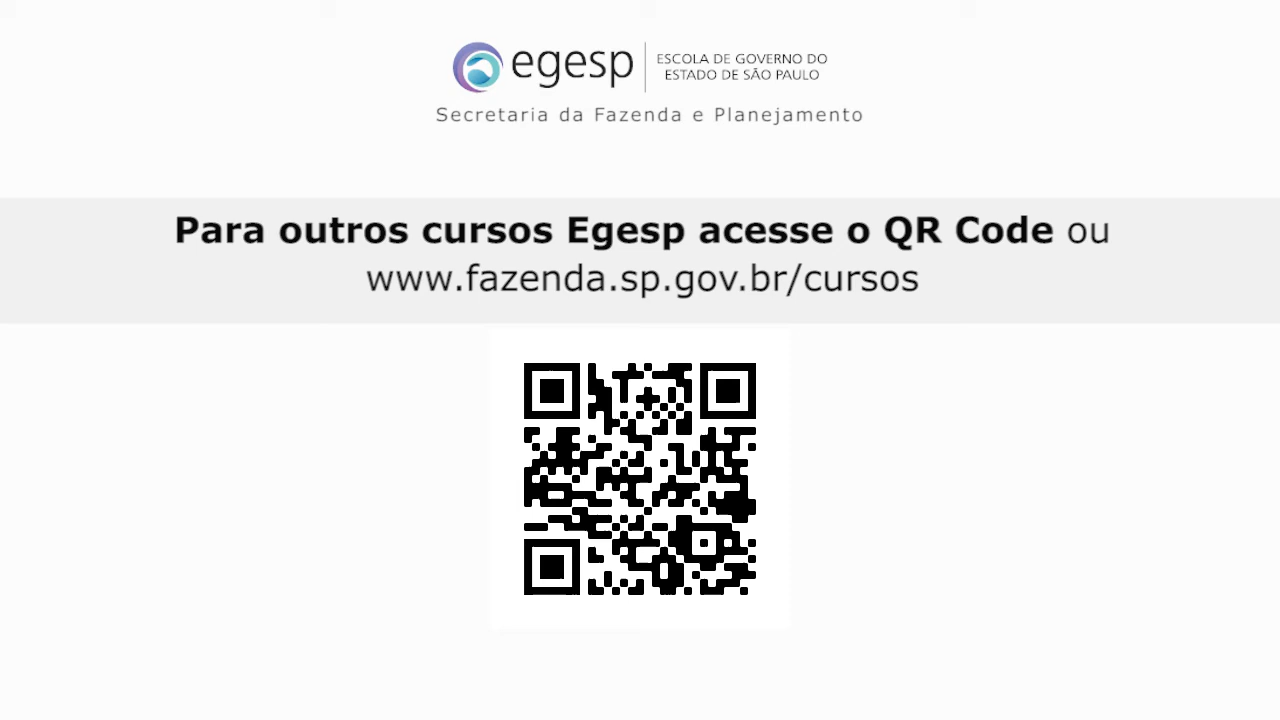 egesp
ESCOLA DE GOVERNO DO
ESTADO DE SÃO PAULO
Secretaria da Fazenda e Planejamento
Para outros cursos Egesp acesse o QR Code ou
www.fazenda.sp.gov.br/cursos